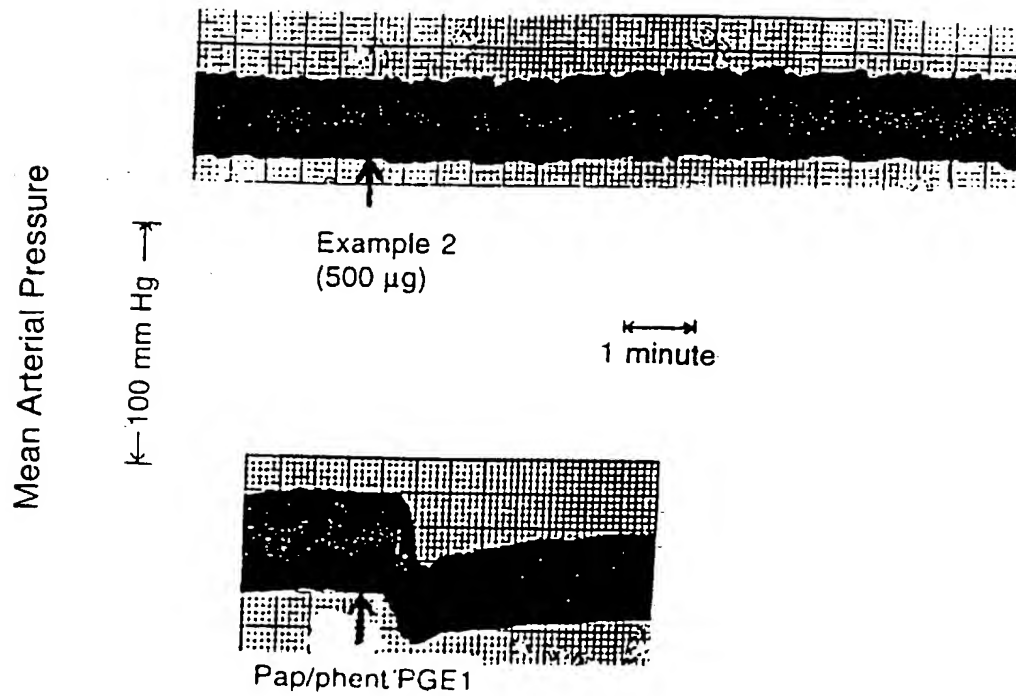 Mean Arterial Pressure
100 mm Hg
Example 2
(500 µg)
1 minute
Pap/phent PGE1